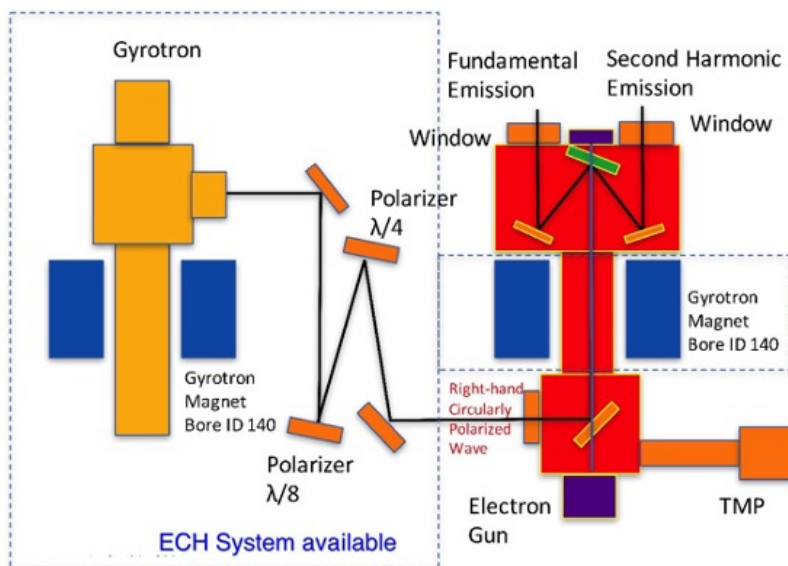 Gyrotron
Fundamental
Emission
Second Harmonic
Emission
Window
Window
Polarizer
λ/4
Gyrotron
Magnet
Bore ID 140
Gyrotron
Magnet
Bore ID 140
Right-hand
Circularly
Polarized
Wave
Polarizer
λ/8
Electron
Gun
TMP
ECH System available